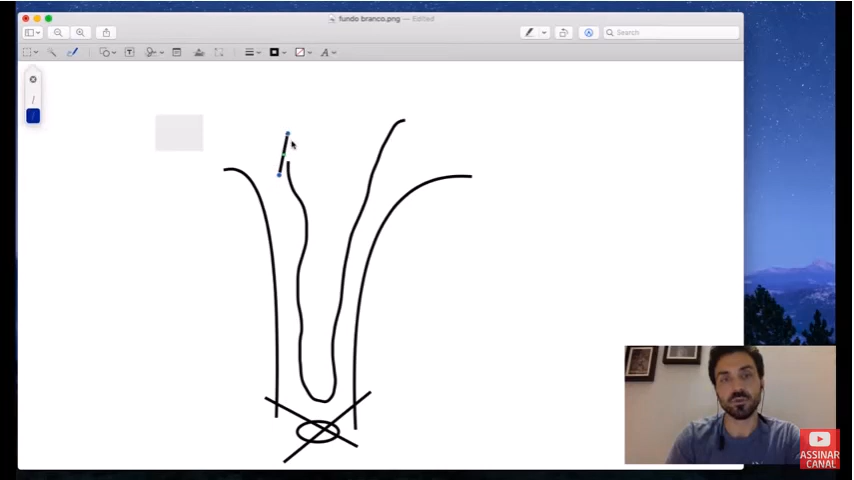 fundo branco.png — Edited
Search
T
A
ASSINAR
CANAL